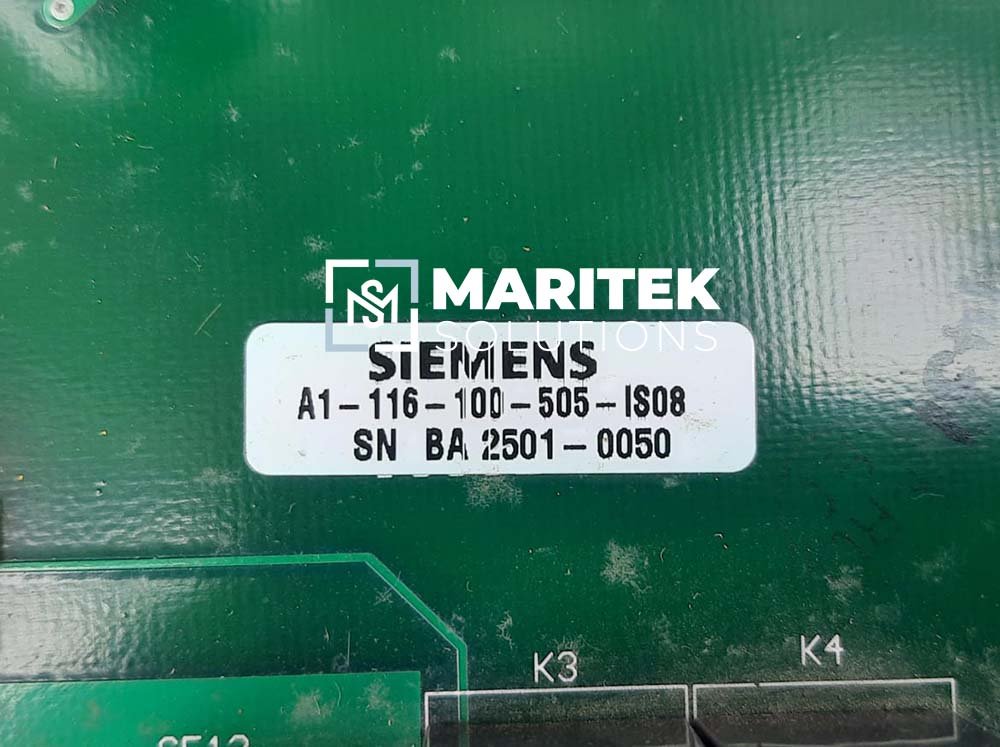 MARITEK
SOLUTIONS
SIEMENS
A1-116-100-505-IS08
SN BA 2501-0050
K3
K4